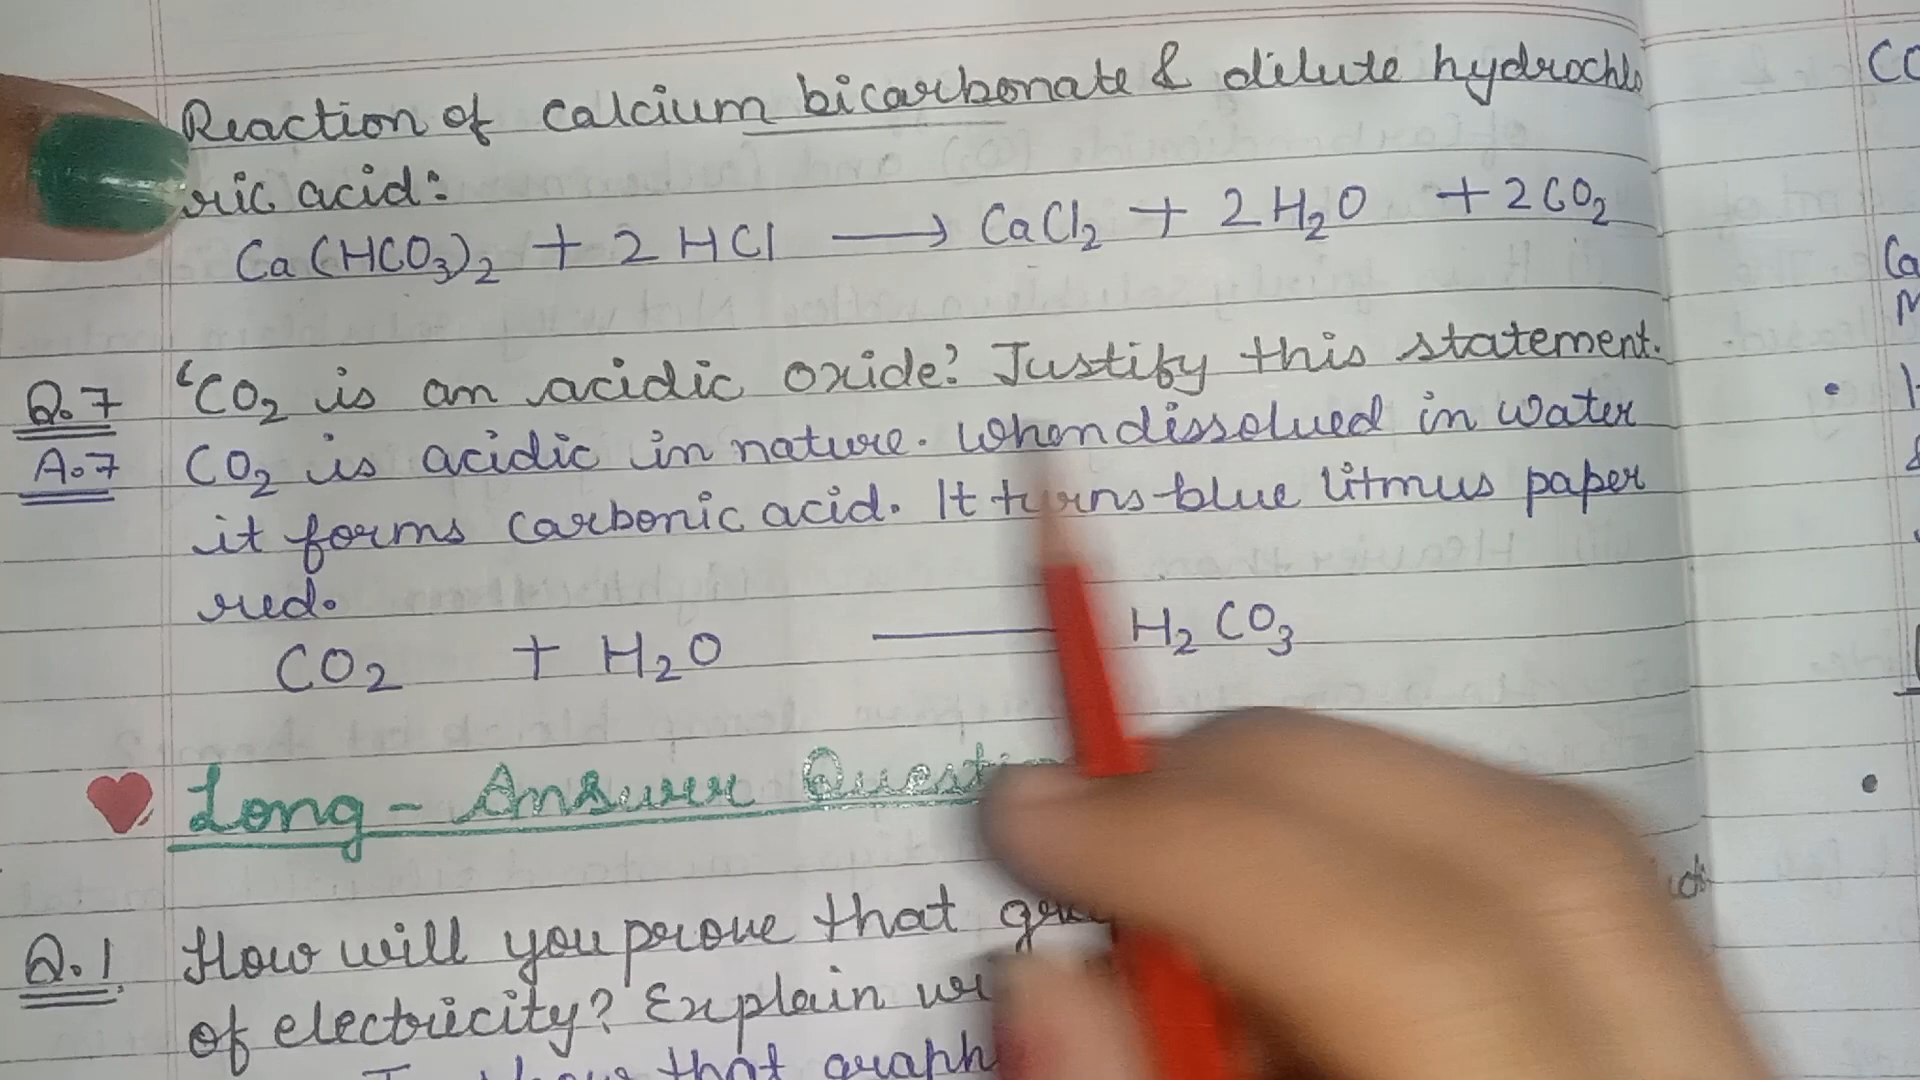 Reaction of calcium bicarbonate & dilute hydrochlo
ric acid:
Ca(HCO₃)₂ + 2HCl → CaCl₂ + 2H₂O + 2CO₂
Q.7 'CO₂ is an acidic oxide? Justify this statement.
A.7 CO₂ is acidic in nature. When dissolved in water
it forms carbonic acid. It turns blue litmus paper
red.
CO₂ + H₂O — H₂CO₃
Long - Answer
Q.1 How will you prove that
of electricity? Explain
that